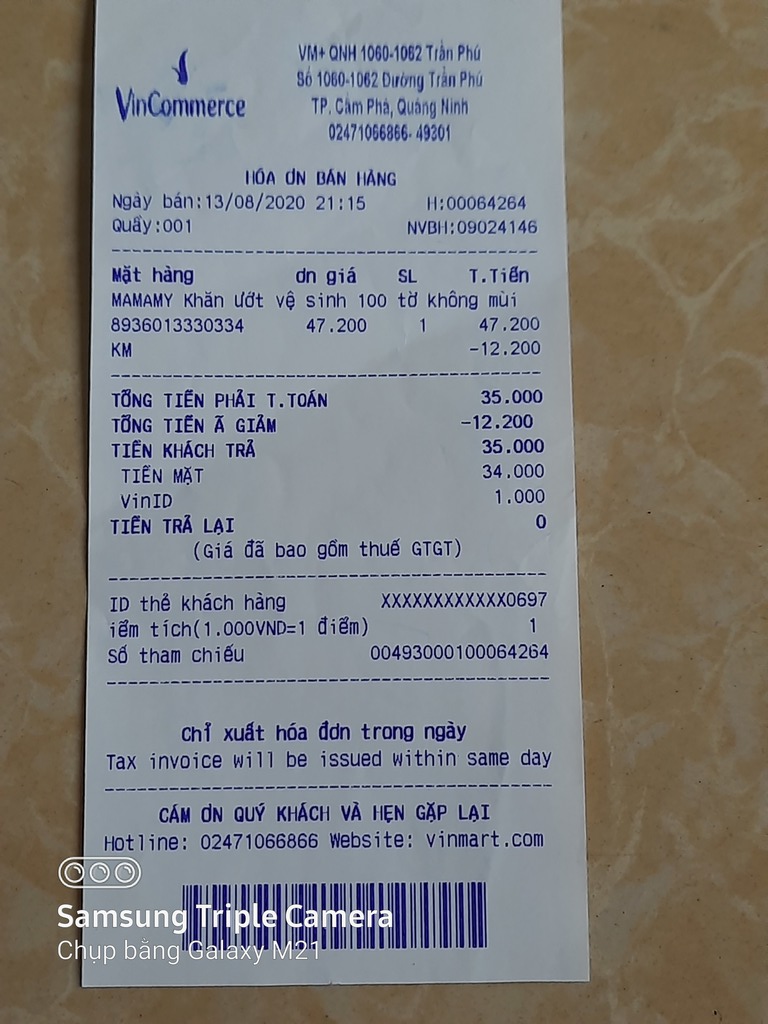 VinCommerce
VM+ QNH 1060-1062 Trần Phú
Số 1060-1062 Đường Trần Phú
TP. Cẩm Phả, Quảng Ninh
02471066866- 49301
HÓA ƠN BÁN HÀNG
Ngày bán:13/08/2020 21:15 H:00064264
Quầy:001 NVBH:09024146
Mặt hàng ơn giá SL T.Tiền
MAMAMY Khăn ướt vệ sinh 100 tờ không mùi
8936013330334 47.200 1 47.200
KM -12.200
TỔNG TIỀN PHẢI T.TOÁN 35.000
TỔNG TIỀN Ã GIẢM -12.200
TIỀN KHÁCH TRẢ 35.000
TIỀN MẶT 34.000
VinID 1.000
TIỀN TRẢ LẠI 0
(Giá đã bao gồm thuế GTGT)
ID thẻ khách hàng XXXXXXXXXXXX0697
iểm tích(1.000VND=1 điểm) 1
Số tham chiếu 00493000100064264
Chỉ xuất hóa đơn trong ngày
Tax invoice will be issued within same day
CẢM ƠN QUÝ KHÁCH VÀ HẸN GẶP LẠI
Hotline: 02471066866 Website: vinmart.com
Samsung Triple Camera
Chụp bằng Galaxy M21